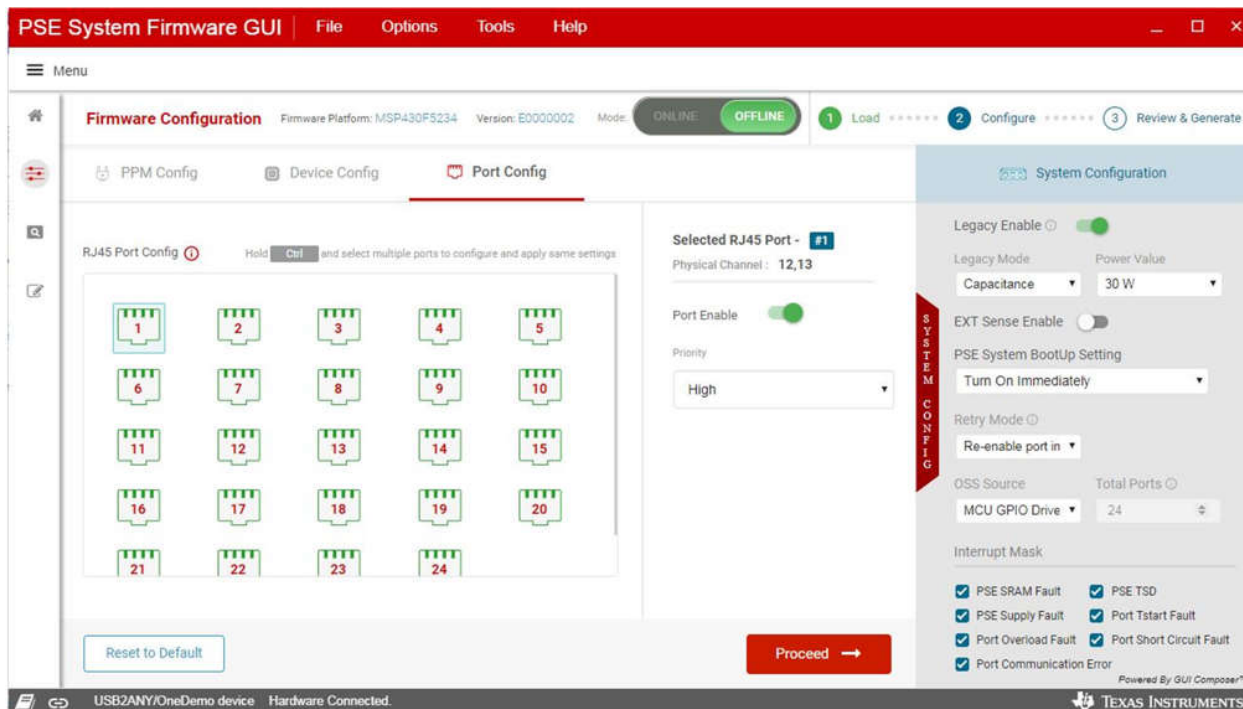 PSE System Firmware GUI File Options Tools Help
Menu
Firmware Configuration Firmware Platform: MSP430F5234 Version: E0000002 Mode: ONLINE OFFLINE 1 Load 2 Configure 3 Review & Generate
PPM Config Device Config Port Config
System Configuration
RJ45 Port Config Hold Ctrl and select multiple ports to configure and apply same settings
1 2 3 4 5
6 7 8 9 10
11 12 13 14 15
16 17 18 19 20
21 22 23 24
Reset to Default
Selected RJ45 Port - #1
Physical Channel : 12,13
Port Enable
Priority
High
Proceed
SYSTEM CONFIG
Legacy Enable
Legacy Mode Power Value
Capacitance 30 W
EXT Sense Enable
PSE System BootUp Setting
Turn On Immediately
Retry Mode
Re-enable port in
OSS Source Total Ports
MCU GPIO Drive 24
Interrupt Mask
PSE SRAM Fault PSE TSD
PSE Supply Fault Port Tstart Fault
Port Overload Fault Port Short Circuit Fault
Port Communication Error
Powered By GUI Composer™
USB2ANY/OneDemo device Hardware Connected.
TEXAS INSTRUMENTS